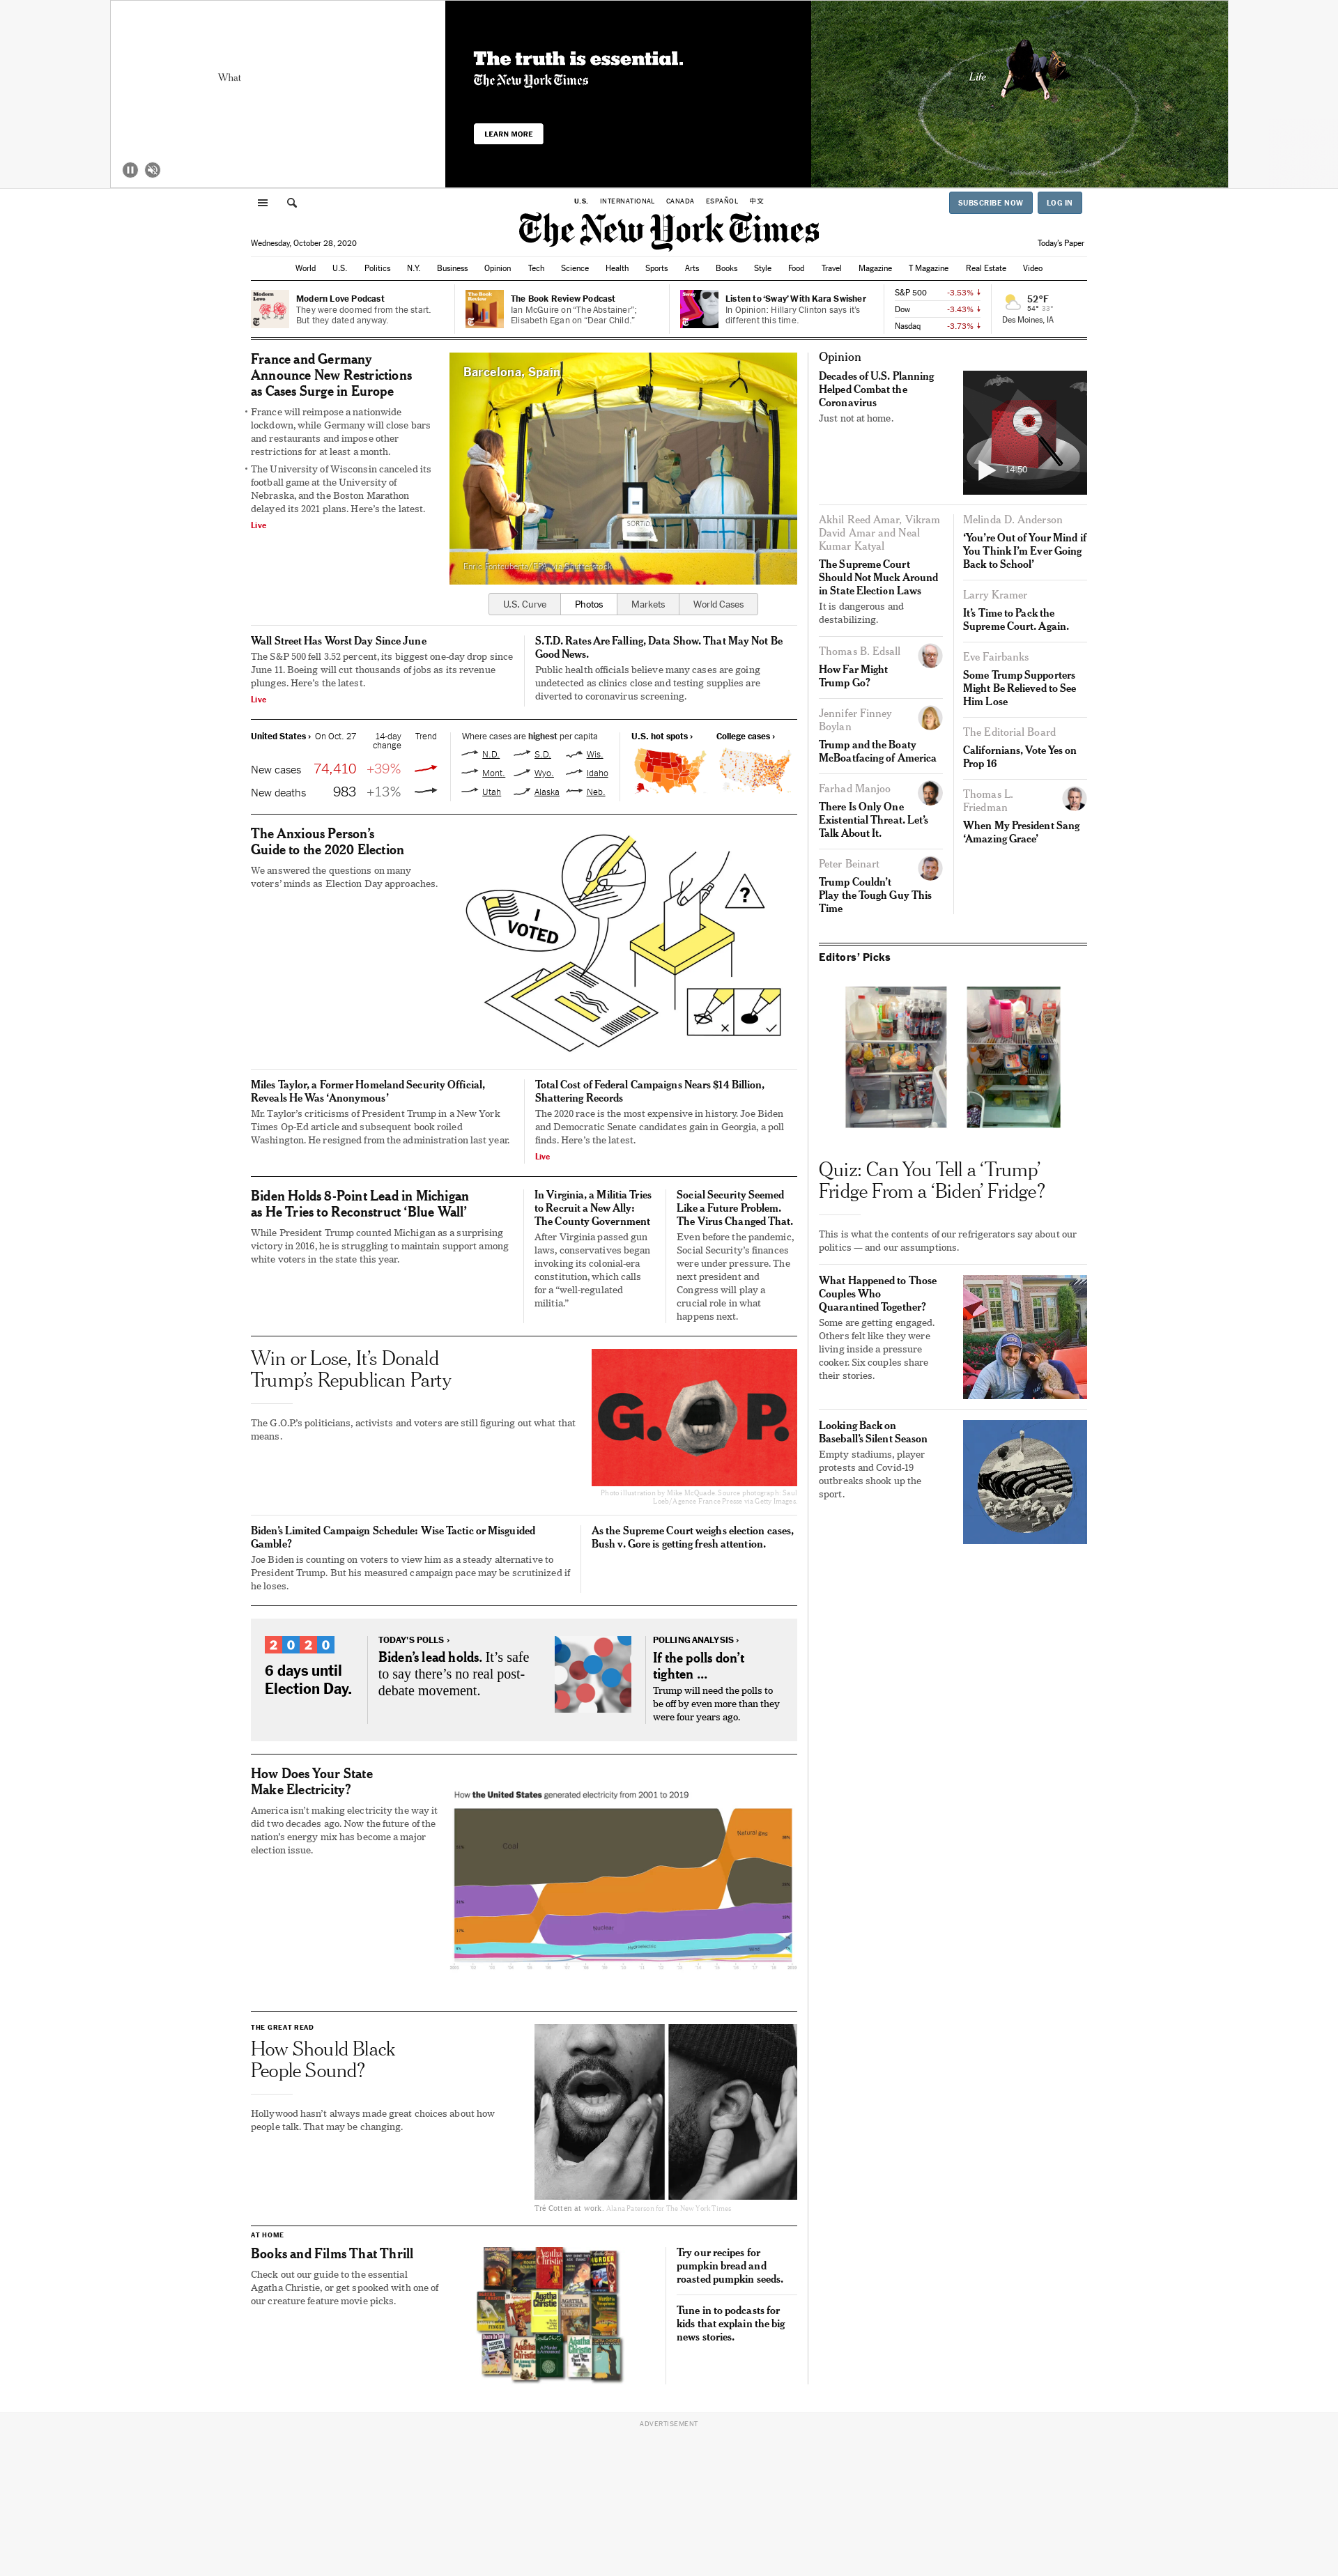 What
The truth is essential.
The New York Times
LEARN MORE
Life
U.S. INTERNATIONAL CANADA ESPAÑOL 中文
SUBSCRIBE NOW LOG IN
The New York Times
Wednesday, October 28, 2020
Today's Paper
World U.S. Politics N.Y. Business Opinion Tech Science Health Sports Arts Books Style Food Travel Magazine T Magazine Real Estate Video
Modern Love
Modern Love Podcast
They were doomed from the start.
But they dated anyway.
The Book Review
The Book Review Podcast
Ian McGuire on “The Abstainer”;
Elisabeth Egan on “Dear Child.”
Listen to ‘Sway’ With Kara Swisher
In Opinion: Hillary Clinton says it's
different this time.
S&P 500 -3.53%
Dow -3.43%
Nasdaq -3.73%
52°F
54° 33°
Des Moines, IA
France and Germany
Announce New Restrictions
as Cases Surge in Europe
France will reimpose a nationwide
lockdown, while Germany will close bars
and restaurants and impose other
restrictions for at least a month.
The University of Wisconsin canceled its
football game at the University of
Nebraska, and the Boston Marathon
delayed its 2021 plans. Here’s the latest.
Live
Barcelona, Spain
U.S. Curve Photos Markets World Cases
Wall Street Has Worst Day Since June
The S&P 500 fell 3.52 percent, its biggest one-day drop since
June 11. Boeing will cut thousands of jobs as its revenue
plunges. Here’s the latest.
Live
S.T.D. Rates Are Falling, Data Show. That May Not Be
Good News.
Public health officials believe many cases are going
undetected as clinics close and testing supplies are
diverted to coronavirus screening.
United States › On Oct. 27 14-day
change Trend
New cases 74,410 +39%
New deaths 983 +13%
Where cases are highest per capita
N.D. S.D. Wis.
Mont. Wyo. Idaho
Utah Alaska Neb.
U.S. hot spots › College cases ›
The Anxious Person’s
Guide to the 2020 Election
We answered the questions on many
voters’ minds as Election Day approaches.
I
VOTED
?
Miles Taylor, a Former Homeland Security Official,
Reveals He Was ‘Anonymous’
Mr. Taylor’s criticisms of President Trump in a New York
Times Op-Ed article and subsequent book roiled
Washington. He resigned from the administration last year.
Total Cost of Federal Campaigns Nears $14 Billion,
Shattering Records
The 2020 race is the most expensive in history. Joe Biden
and Democratic Senate candidates gain in Georgia, a poll
finds. Here’s the latest.
Live
Biden Holds 8-Point Lead in Michigan
as He Tries to Reconstruct ‘Blue Wall’
While President Trump counted Michigan as a surprising
victory in 2016, he is struggling to maintain support among
white voters in the state this year.
In Virginia, a Militia Tries
to Recruit a New Ally:
The County Government
After Virginia passed gun
laws, conservatives began
invoking its colonial-era
constitution, which calls
for a “well-regulated
militia.”
Social Security Seemed
Like a Future Problem.
The Virus Changed That.
Even before the pandemic,
Social Security’s finances
were under pressure. The
next president and
Congress will play a
crucial role in what
happens next.
Win or Lose, It’s Donald
Trump’s Republican Party
The G.O.P.’s politicians, activists and voters are still figuring out what that
means.
G.O.P.
Photo illustration by Mike McQuade. Source photograph: Saul
Loeb/Agence France Presse via Getty Images.
Biden’s Limited Campaign Schedule: Wise Tactic or Misguided
Gamble?
Joe Biden is counting on voters to view him as a steady alternative to
President Trump. But his measured campaign pace may be scrutinized if
he loses.
As the Supreme Court weighs election cases,
Bush v. Gore is getting fresh attention.
2020
6 days until
Election Day.
TODAY’S POLLS ›
Biden’s lead holds. It’s safe
to say there’s no real post-
debate movement.
POLLING ANALYSIS ›
If the polls don’t
tighten ...
Trump will need the polls to
be off by even more than they
were four years ago.
How Does Your State
Make Electricity?
America isn’t making electricity the way it
did two decades ago. Now the future of the
nation’s energy mix has become a major
election issue.
How the United States generated electricity from 2001 to 2019
Coal
Natural gas
Nuclear
Hydroelectric
Wind
THE GREAT READ
How Should Black
People Sound?
Hollywood hasn’t always made great choices about how
people talk. That may be changing.
Tré Cotten at work. Alana Paterson for The New York Times
AT HOME
Books and Films That Thrill
Check out our guide to the essential
Agatha Christie, or get spooked with one of
our creature feature movie picks.
Agatha Christie
Try our recipes for
pumpkin bread and
roasted pumpkin seeds.
Tune in to podcasts for
kids that explain the big
news stories.
Opinion
Decades of U.S. Planning
Helped Combat the
Coronavirus
Just not at home.
14:50
Akhil Reed Amar, Vikram
David Amar and Neal
Kumar Katyal
The Supreme Court
Should Not Muck Around
in State Election Laws
It is dangerous and
destabilizing.
Thomas B. Edsall
How Far Might
Trump Go?
Jennifer Finney
Boylan
Trump and the Boaty
McBoatfacing of America
Farhad Manjoo
There Is Only One
Existential Threat. Let’s
Talk About It.
Peter Beinart
Trump Couldn’t
Play the Tough Guy This
Time
Melinda D. Anderson
‘You’re Out of Your Mind if
You Think I’m Ever Going
Back to School’
Larry Kramer
It’s Time to Pack the
Supreme Court. Again.
Eve Fairbanks
Some Trump Supporters
Might Be Relieved to See
Him Lose
The Editorial Board
Californians, Vote Yes on
Prop 16
Thomas L.
Friedman
When My President Sang
‘Amazing Grace’
Editors’ Picks
Quiz: Can You Tell a ‘Trump’
Fridge From a ‘Biden’ Fridge?
This is what the contents of our refrigerators say about our
politics — and our assumptions.
What Happened to Those
Couples Who
Quarantined Together?
Some are getting engaged.
Others felt like they were
living inside a pressure
cooker. Six couples share
their stories.
Looking Back on
Baseball’s Silent Season
Empty stadiums, player
protests and Covid-19
outbreaks shook up the
sport.
ADVERTISEMENT